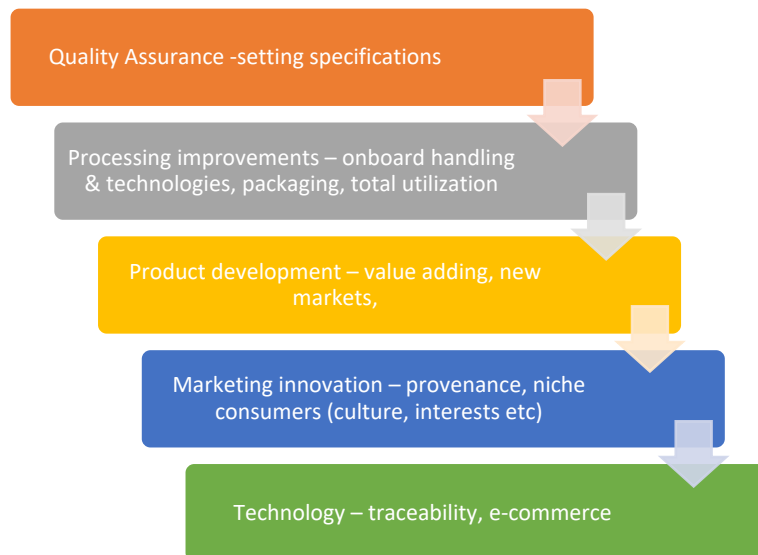 Quality Assurance -setting specifications
Processing improvements – onboard handling
& technologies, packaging, total utilization
Product development – value adding, new
markets,
Marketing innovation – provenance, niche
consumers (culture, interests etc)
Technology – traceability, e-commerce